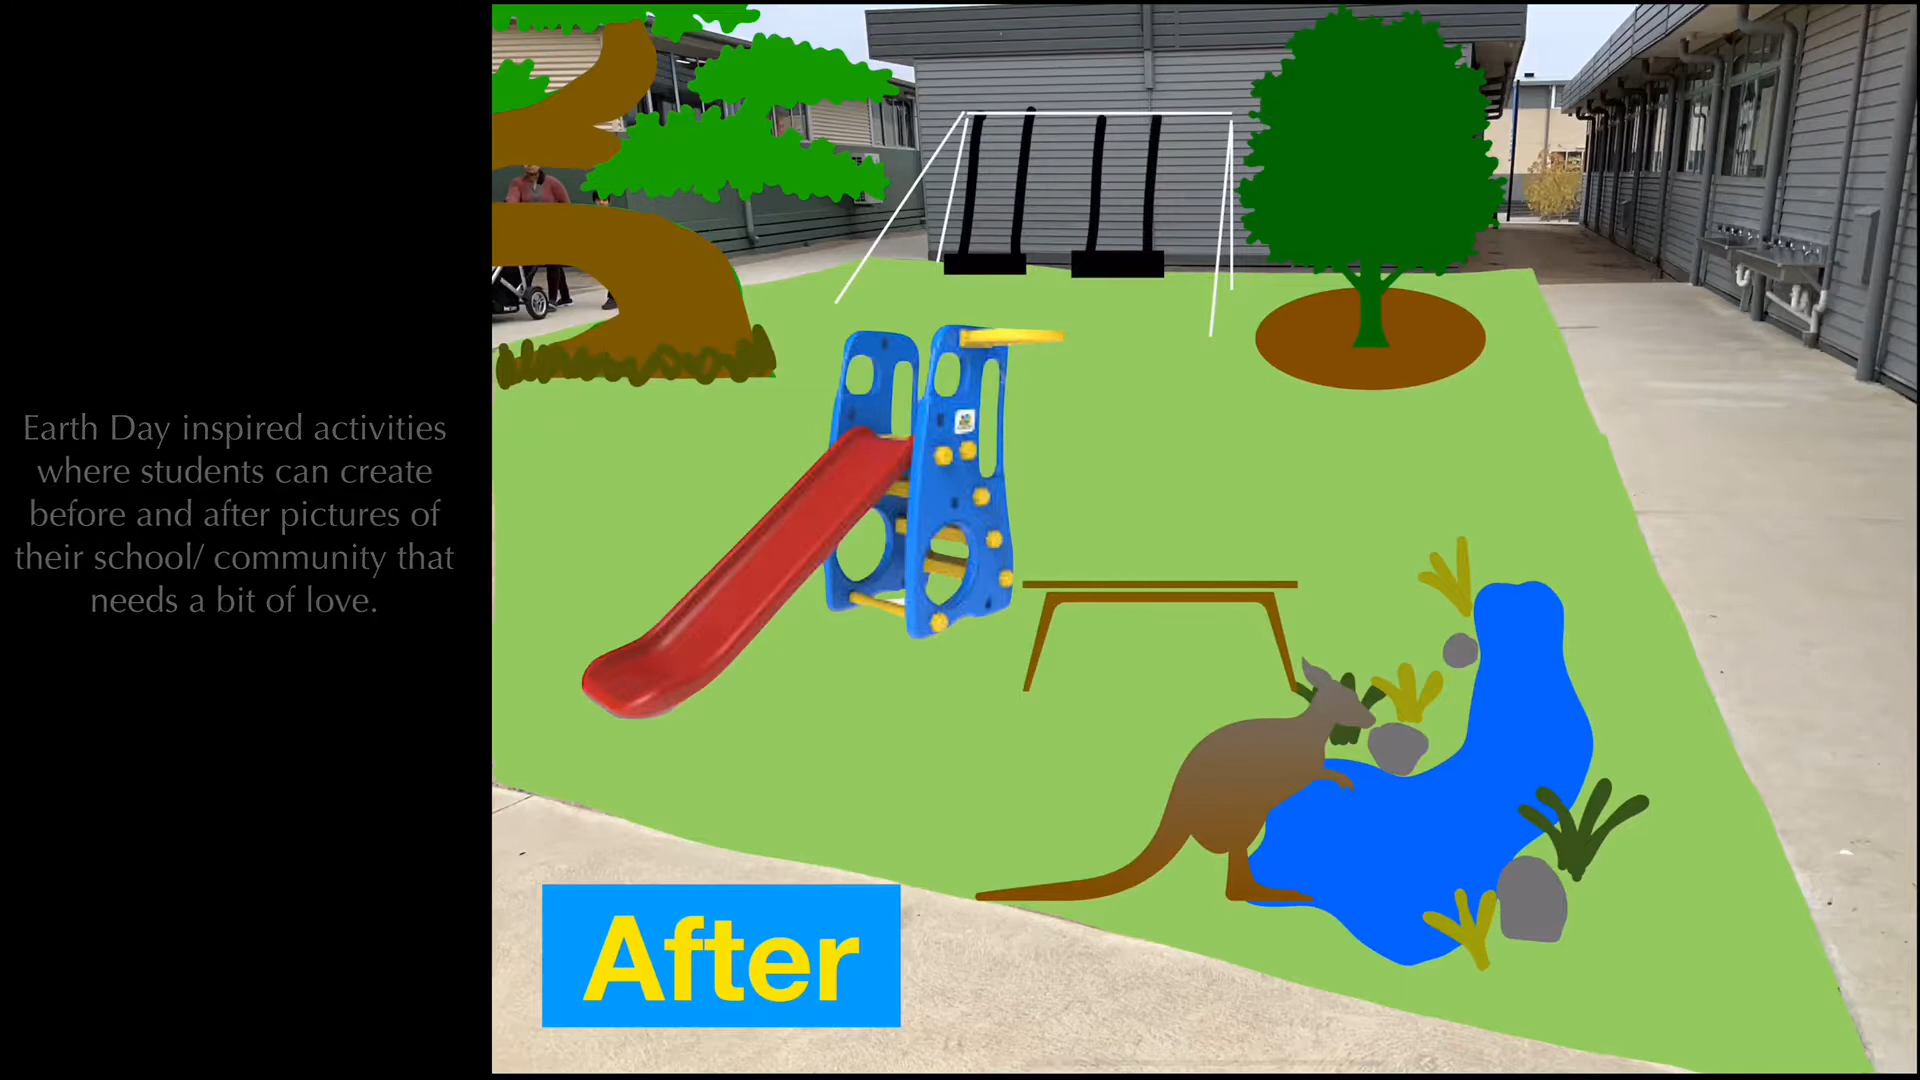 Earth Day inspired activities
where students can create
before and after pictures of
their school/ community that
needs a bit of love.
After